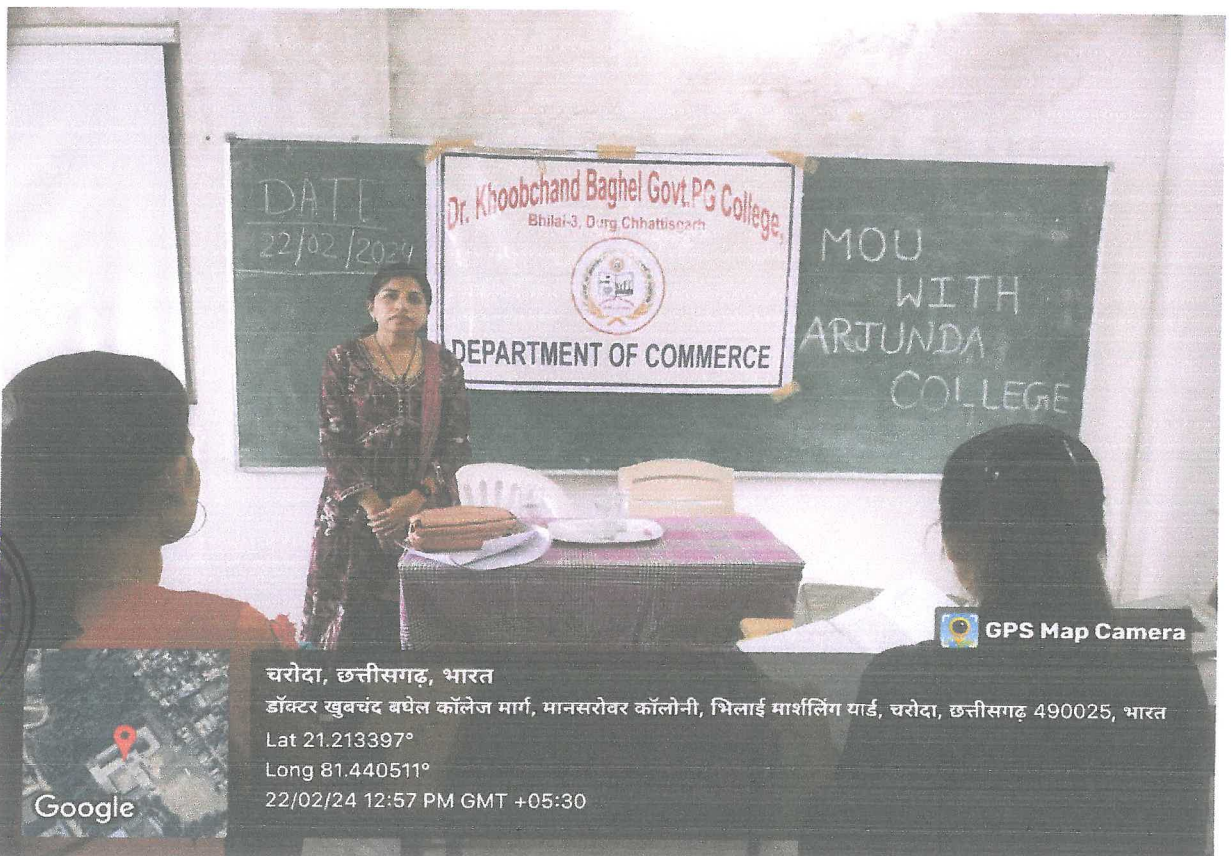 DATE
22/02/2024
Dr. Khoobchand Baghel Govt.PG College,
Bhilai-3, Durg Chhattisgarh
DEPARTMENT OF COMMERCE
MOU
WITH
ARJUNDA
COLLEGE
GPS Map Camera
चरोदा, छत्तीसगढ़, भारत
डॉक्टर खुबचंद बघेल कॉलेज मार्ग, मानसरोवर कॉलोनी, भिलाई मार्शलिंग यार्ड, चरोदा, छत्तीसगढ़ 490025, भारत
Lat 21.213397°
Long 81.440511°
22/02/24 12:57 PM GMT +05:30
Google